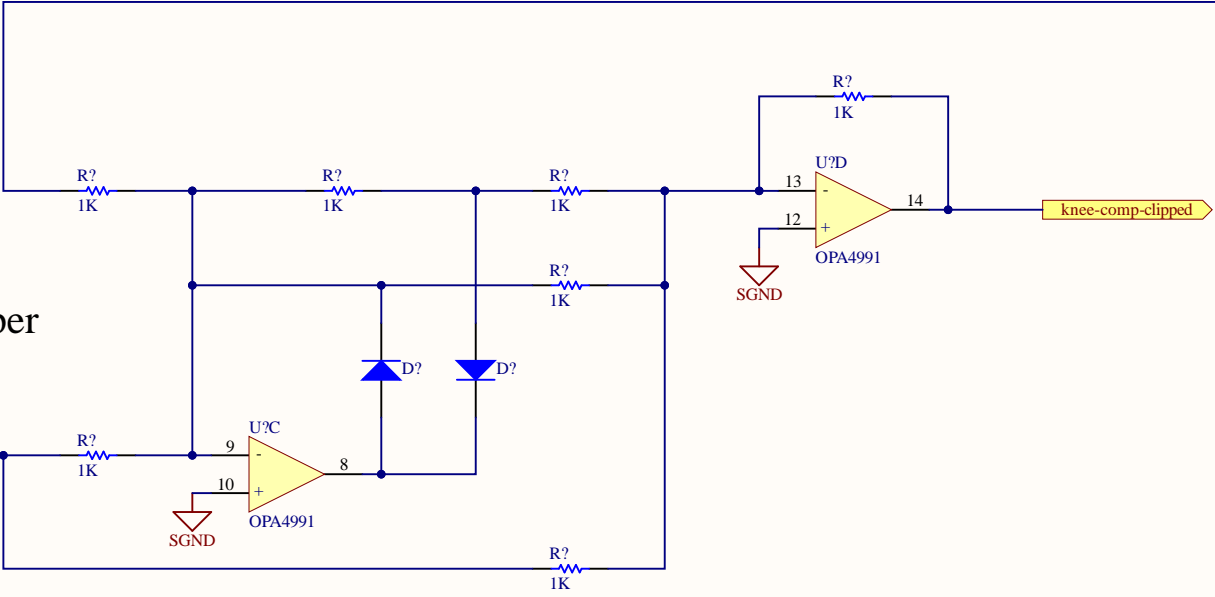 R?
1K
U?D
13
-
14
12
+
OPA4991
SGND
knee-comp-clipped
R?
1K
R?
1K
R?
1K
R?
1K
per
D?
D?
R?
1K
U?C
9
-
8
10
+
OPA4991
SGND
R?
1K